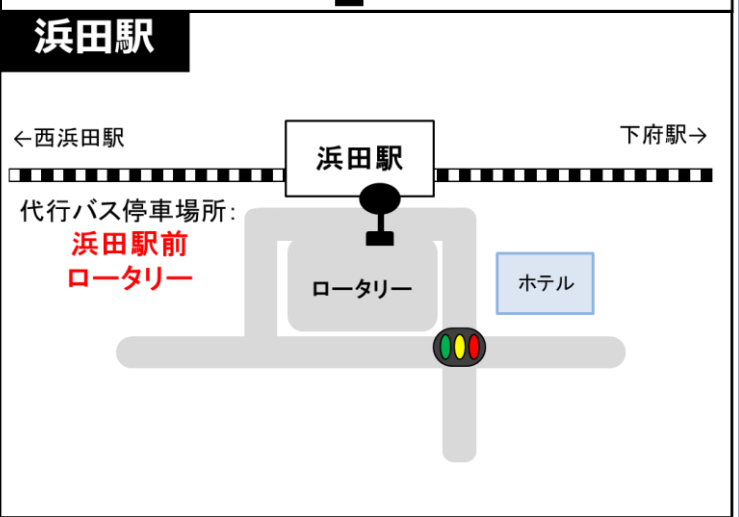 浜田駅
←西浜田駅
下府駅→
浜田駅
代行バス停車場所：
浜田駅前
ロータリー
ロータリー
ホテル